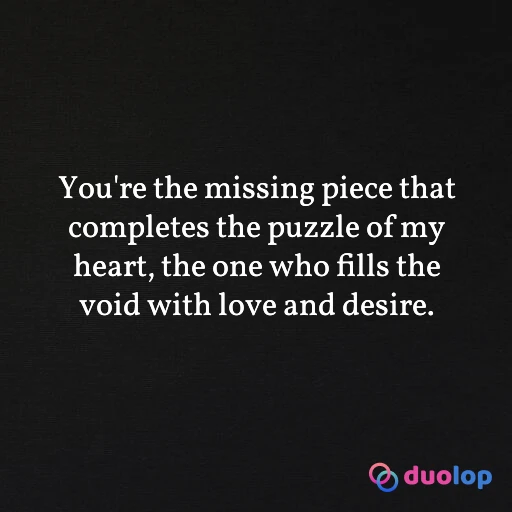 You're the missing piece that
completes the puzzle of my
heart, the one who fills the
void with love and desire.
duolop